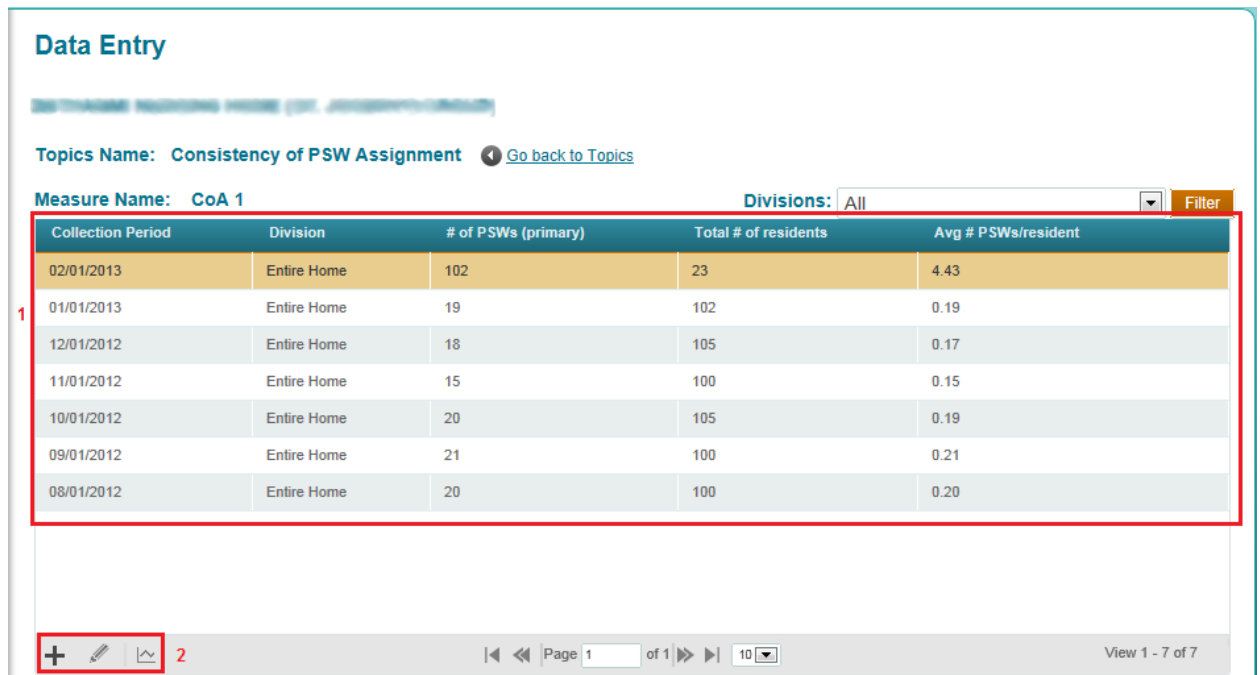 Data Entry
Topics Name: Consistency of PSW Assignment Go back to Topics
Measure Name: CoA 1 Divisions: All Filter
Collection Period Division # of PSWs (primary) Total # of residents Avg # PSWs/resident
02/01/2013 Entire Home 102 23 4.43
01/01/2013 Entire Home 19 102 0.19
1
12/01/2012 Entire Home 18 105 0.17
11/01/2012 Entire Home 15 100 0.15
10/01/2012 Entire Home 20 105 0.19
09/01/2012 Entire Home 21 100 0.21
08/01/2012 Entire Home 20 100 0.20
2 Page 1 of 1 10 View 1 - 7 of 7